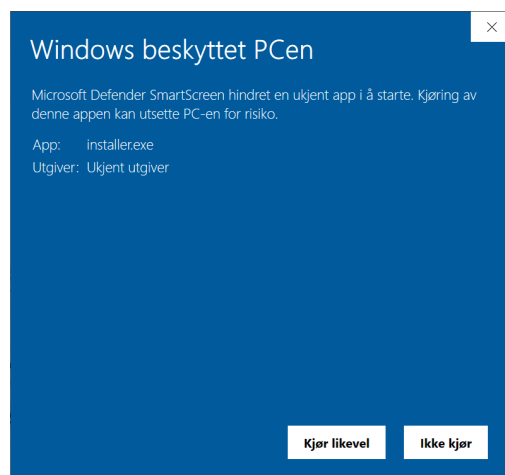 Windows beskyttet PCen
Microsoft Defender SmartScreen hindret en ukjent app i å starte. Kjøring av
denne appen kan utsette PC-en for risiko.
App: installer.exe
Utgiver: Ukjent utgiver
Kjør likevel Ikke kjør